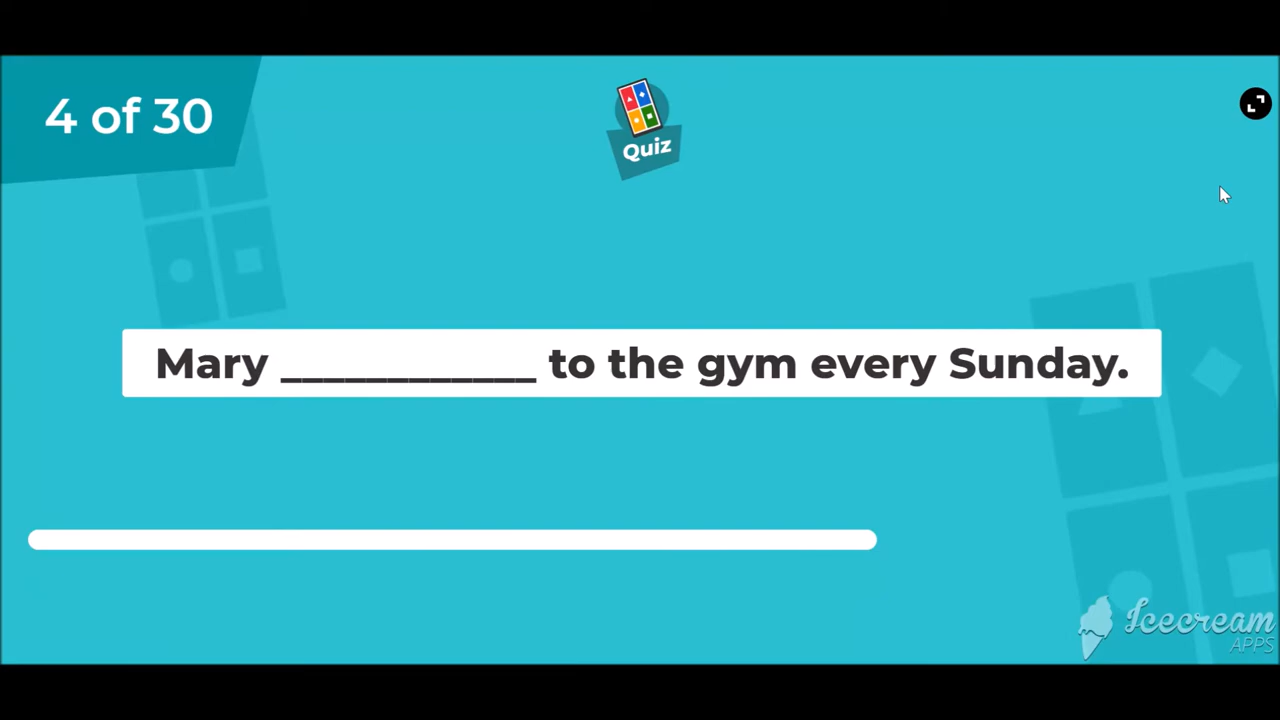 4 of 30
Quiz
Mary ____________ to the gym every Sunday.
Icecream
APPS